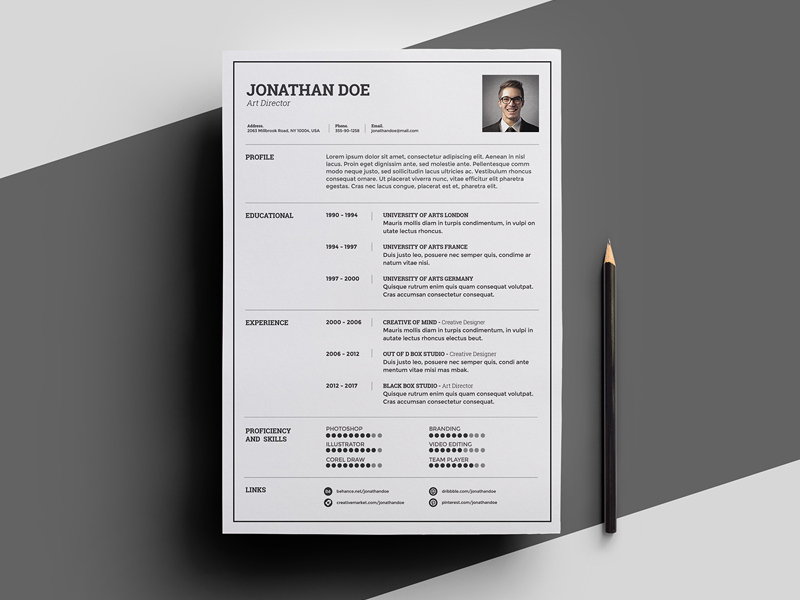 JONATHAN DOE
Art Director
Address.
2063 Millbrook Road, NY 10004, USA
Phone.
355-90-1256
Email.
jonathandoe@mail.com
PROFILE
Lorem ipsum dolor sit amet, consectetur adipiscing elit. Aenean in nisl
lacus. Proin eget dignissim ante, sed molestie ante. Pellentesque comm
modo neque justo, sed sollicitudin lacus ultricies ac. Vestibulum rhoncus
consequat ornare. Ut placerat viverra nunc, vitae efficitur elit pharetra
egestas. Cras nec lacus congue, placerat est et, pharetra elit.
EDUCATIONAL
1990 - 1994
UNIVERSITY OF ARTS LONDON
Mauris mollis diam in turpis condimentum, in vulpi on
utate lectus rhoncus.
1994 - 1997
UNIVERSITY OF ARTS FRANCE
Duis justo leo, posuere nec semper quis, condime ar
natum vitae nisi.
1997 - 2000
UNIVERSITY OF ARTS GERMANY
Quisque rutrum enim quis quam consequat volutpat.
Cras accumsan consectetur consequat.
EXPERIENCE
2000 - 2006
CREATIVE OF MIND - Creative Designer
Mauris mollis diam in turpis condimentum, in vulpi in
utate lectus rhoncus electus beut.
2006 - 2012
OUT OF D BOX STUDIO - Creative Designer
Duis justo leo, posuere nec semper quis, condi ante
mentum vitae misi mas mbak.
2012 - 2017
BLACK BOX STUDIO - Art Director
Quisque rutrum enim quis quam consequat volutpat.
Cras accumsan consectetur consequat.
PROFICIENCY
AND SKILLS
PHOTOSHOP
BRANDING
ILLUSTRATOR
VIDEO EDITING
COREL DRAW
TEAM PLAYER
LINKS
behance.net/jonathandoe
dribbble.com/jonathandoe
creativemarket.com/jonathandoe
pinterest.com/jonathandoe